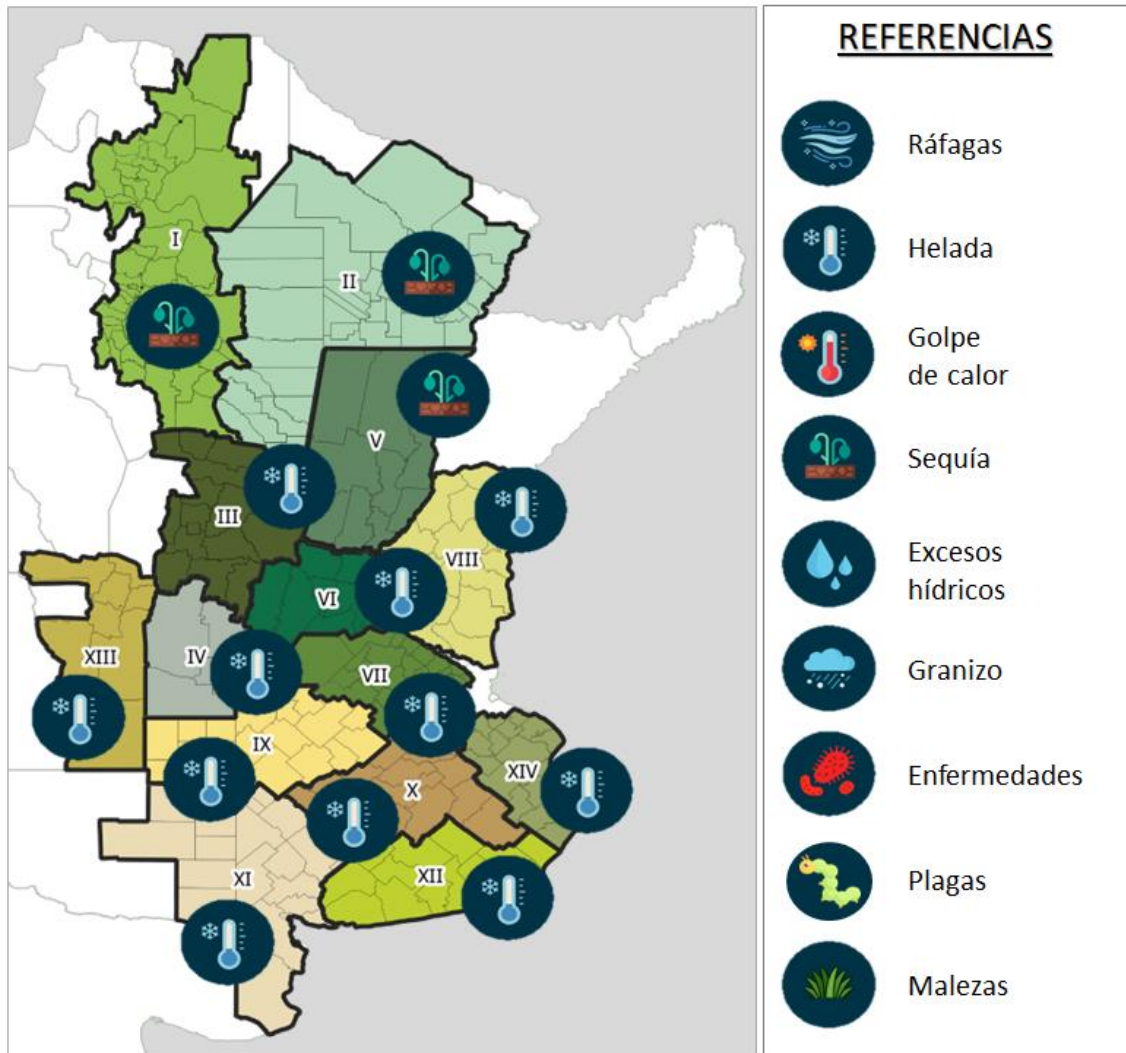 REFERENCIAS
Ráfagas
Helada
Golpe
de calor
Sequía
Excesos
hídricos
Granizo
Enfermedades
Plagas
Malezas
I
II
V
III
VIII
VI
XIII
IV
VII
IX
XIV
X
XI
XII